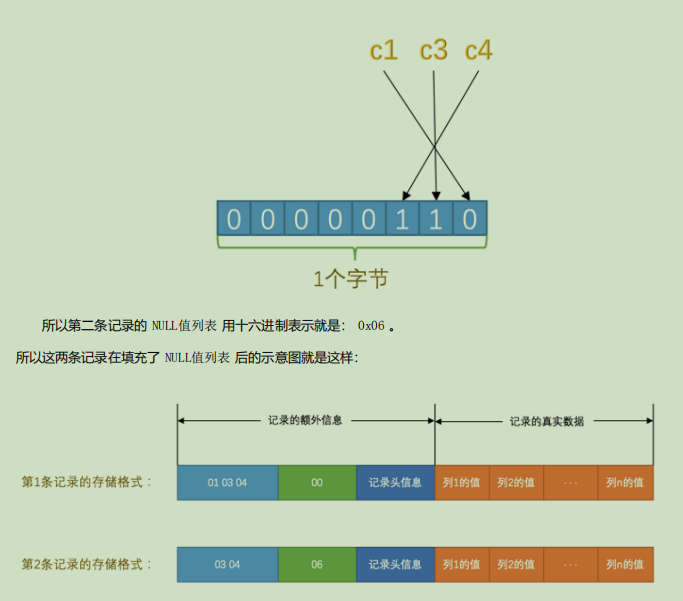 c1 c3 c4
0 0 0 0 0 1 1 0
1个字节
所以第二条记录的 NULL值列表 用十六进制表示就是： 0x06 。
所以这两条记录在填充了 NULL值列表 后的示意图就是这样：
记录的额外信息 记录的真实数据
第1条记录的存储格式： 01 03 04 00 记录头信息 列1的值 列2的值 ... 列n的值
第2条记录的存储格式： 03 04 06 记录头信息 列1的值 列2的值 ... 列n的值